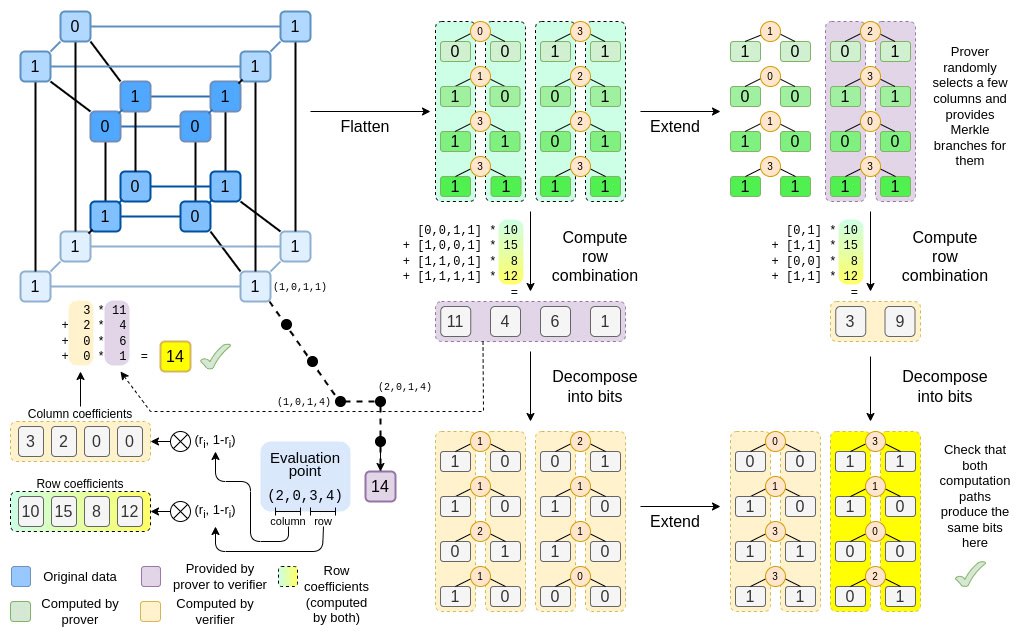 0 1
1 1
1 1
0 0
0 1
1 0
1 1
1 1
(1,0,1,1)
Flatten
0 3
0 0 1 1
1 2
1 0 0 1
3 2
1 1 1 0
3 3
1 1 1 1
Extend
1 2
1 0 0 1
0 3
0 0 1 1
1 0
1 0 0 0
3 3
1 1 1 1
Prover
randomly
selects a few
columns and
provides
Merkle
branches for
them
[0,0,1,1] * 10
+ [1,0,0,1] * 15
+ [1,1,0,1] * 8
+ [1,1,1,1] * 12
=
Compute
row
combination
11 4 6 1
[0,1] * 10
+ [1,1] * 15
+ [0,0] * 8
+ [1,1] * 12
=
Compute
row
combination
3 9
3 * 11
+ 2 * 4
+ 0 * 6
+ 0 * 1 = 14
(1,0,1,4)
(2,0,1,4)
14
Column coefficients
3 2 0 0
(ri, 1-ri)
Row coefficients
10 15 8 12
(ri, 1-ri)
Evaluation
point
(2,0,3,4)
column row
Decompose
into bits
1 2
1 0 0 1
1 1
1 0 1 0
2 1
0 1 1 0
1 0
1 0 0 0
Extend
Decompose
into bits
0 3
0 0 1 1
1 1
1 0 1 0
3 0
1 1 0 0
3 2
1 1 0 1
Check that
both
computation
paths
produce the
same bits
here
Original data
Provided by
prover to verifier
Row
coefficients
(computed
by both)
Computed by
prover
Computed by
verifier